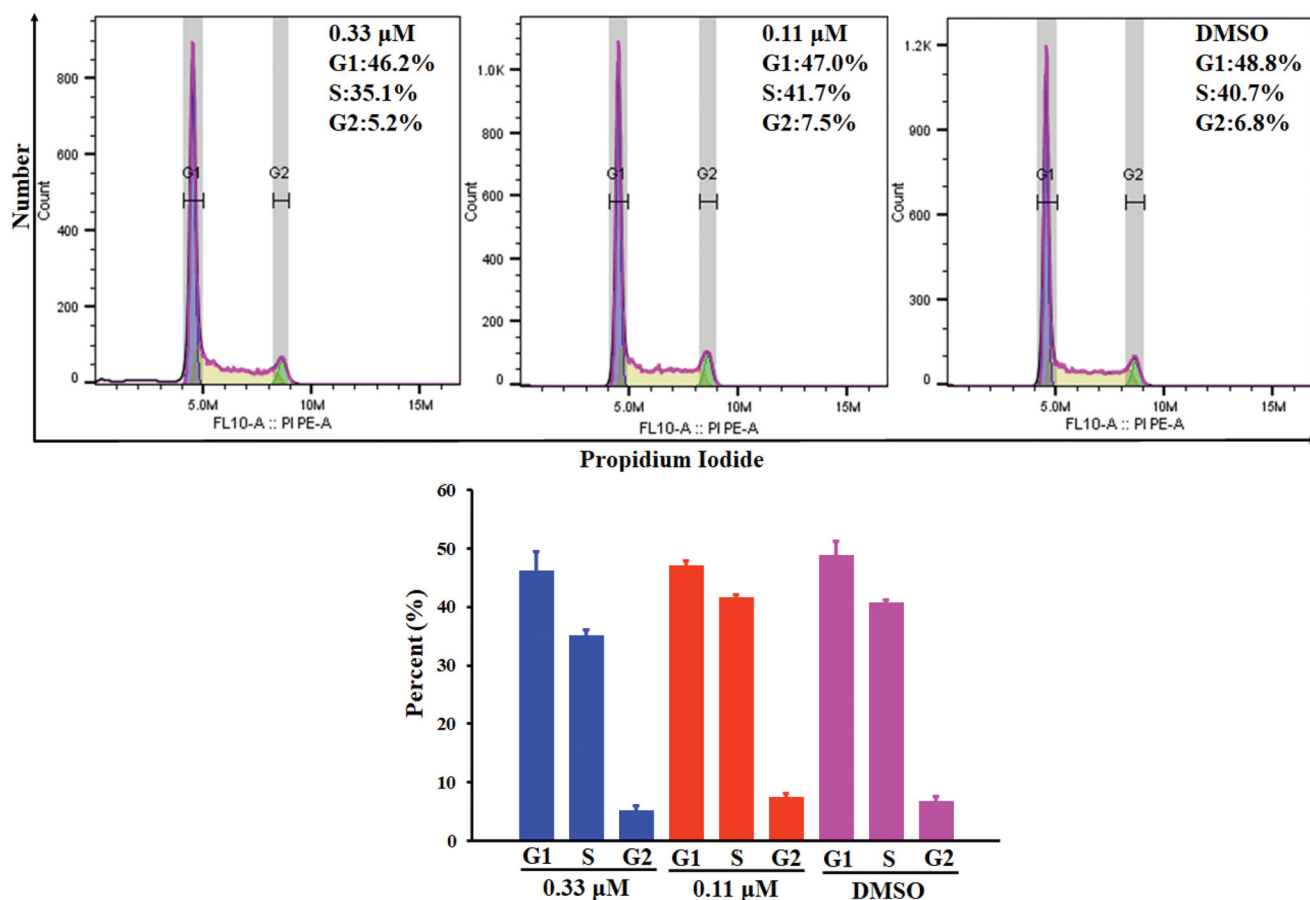 Number
0.33 µM
G1:46.2%
S:35.1%
G2:5.2%
G1
G2
Count
800
600
400
200
0
5.0M 10M 15M
FL10-A :: PI PE-A
0.11 µM
G1:47.0%
S:41.7%
G2:7.5%
G1
G2
Count
1.0K
800
600
400
200
0
5.0M 10M 15M
FL10-A :: PI PE-A
DMSO
G1:48.8%
S:40.7%
G2:6.8%
G1
G2
Count
1.2K
900
600
300
0
5.0M 10M 15M
FL10-A :: PI PE-A
Propidium Iodide
Percent (%)
60
50
40
30
20
10
0
G1 S G2 G1 S G2 G1 S G2
0.33 µM 0.11 µM DMSO